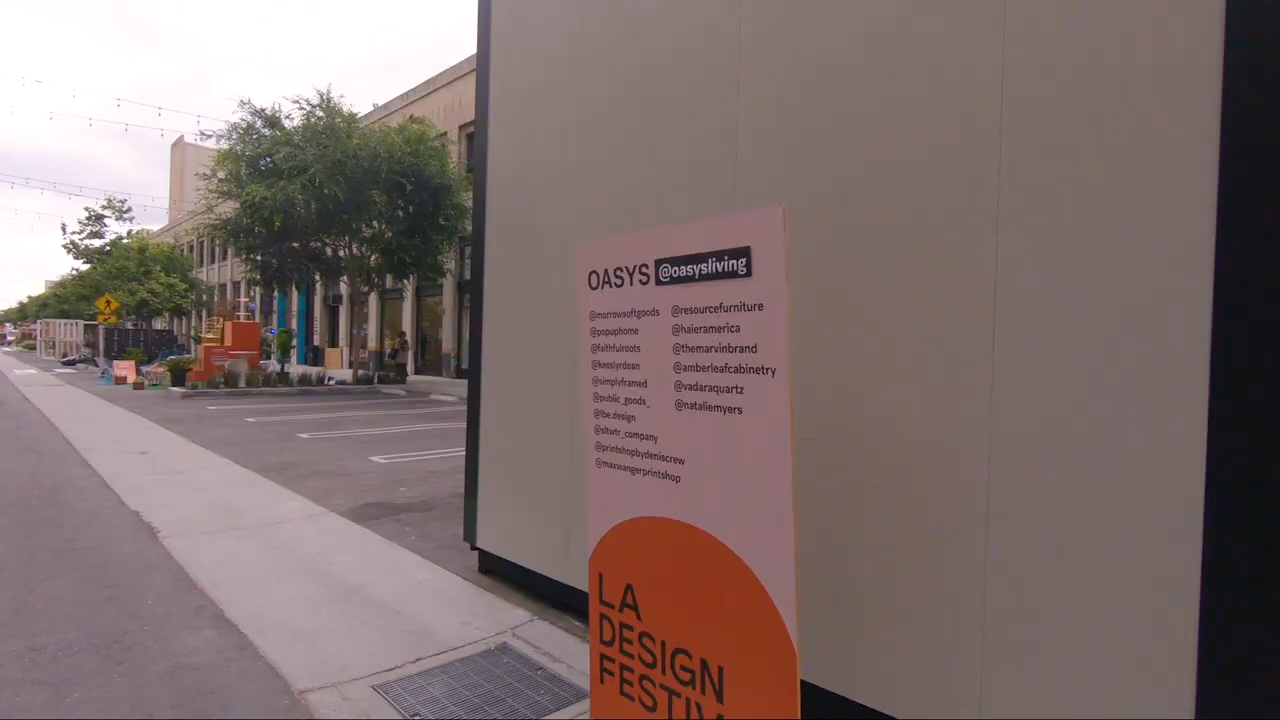 OASYS @oasysliving
@morrowsoftgoods
@popuphome
@faithfulroots
@kesslyrdean
@simplyframed
@public_goods_
@lbe.design
@sltwtr_company
@printshopbydeniscrew
@maxwangerprintshop
@resourcefurniture
@haieramerica
@themarvinbrand
@amberleafcabinetry
@vadaraquartz
@nataliemyers
LA
DESIGN
FESTIV